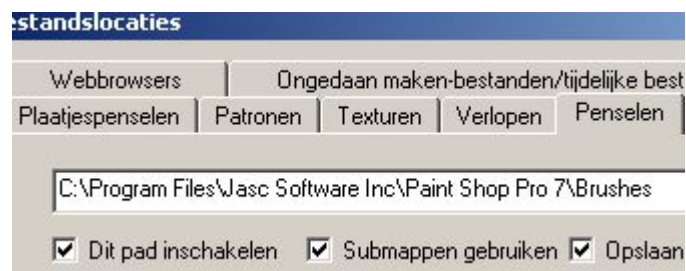 estandslocaties
Webbrowsers Ongedaan maken-bestanden/tijdelijke best
Plaatjespenselen Patronen Texturen Verlopen Penselen
C:\Program Files\Jasc Software Inc\Paint Shop Pro 7\Brushes
Dit pad inschakelen Submappen gebruiken Opslaan